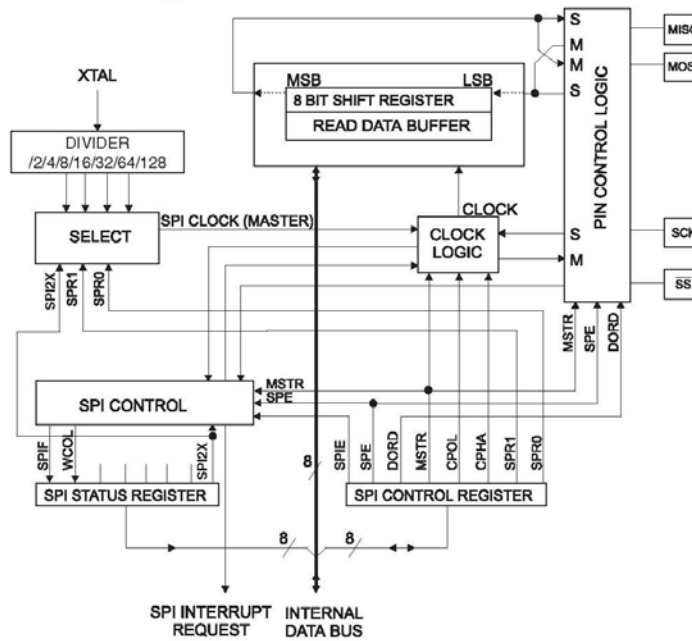 S
MISO
M
M
MOSI
S
XTAL
MSB
LSB
8 BIT SHIFT REGISTER
READ DATA BUFFER
DIVIDER
/2/4/8/16/32/64/128
PIN CONTROL LOGIC
SPI CLOCK (MASTER)
CLOCK
SELECT
CLOCK
LOGIC
S
M
SCK
SS
SPI2X
SPR1
SPR0
MSTR
SPE
DORD
MSTR
SPE
SPI CONTROL
SPIF
WCOL
SPI2X
SPIE
SPE
DORD
MSTR
CPOL
CPHA
SPR1
SPR0
8
SPI STATUS REGISTER
SPI CONTROL REGISTER
8
8
SPI INTERRUPT
REQUEST
INTERNAL
DATA BUS